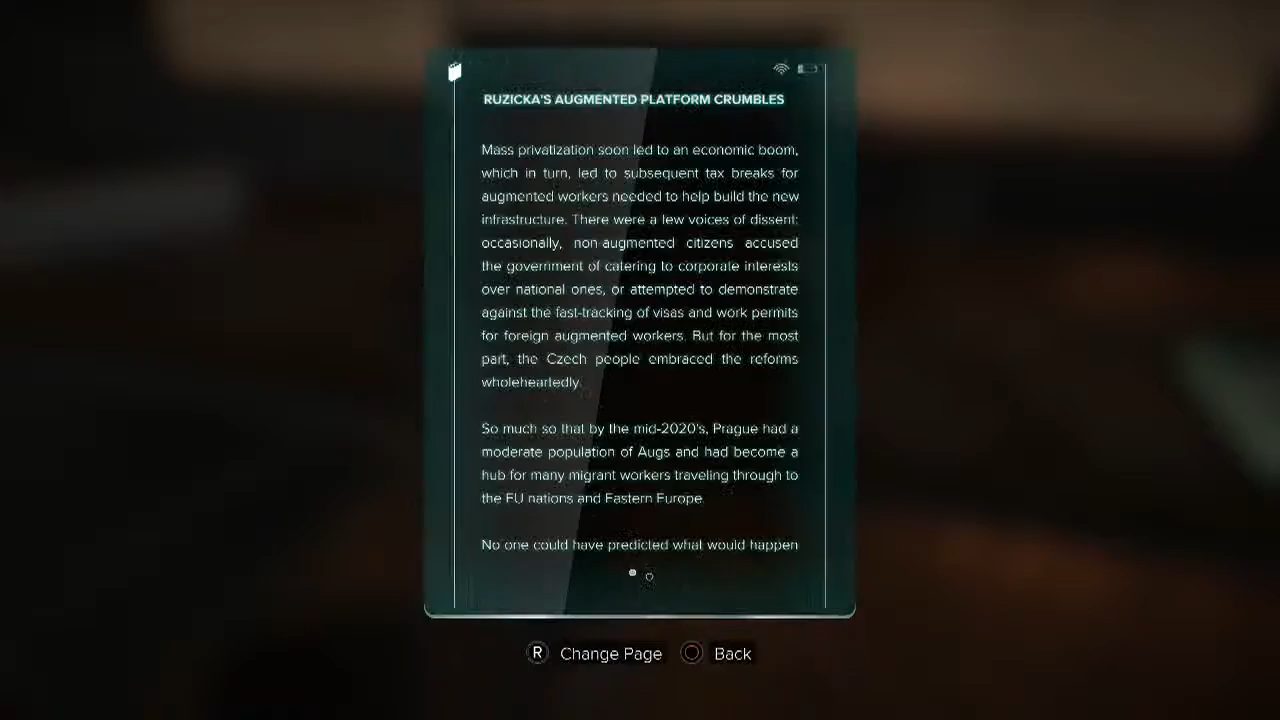 RUZICKA'S AUGMENTED PLATFORM CRUMBLES
Mass privatization soon led to an economic boom,
which in turn, led to subsequent tax breaks for
augmented workers needed to help build the new
infrastructure. There were a few voices of dissent:
occasionally, non-augmented citizens accused
the government of catering to corporate interests
over national ones, or attempted to demonstrate
against the fast-tracking of visas and work permits
for foreign augmented workers. But for the most
part, the Czech people embraced the reforms
wholeheartedly.
So much so that by the mid-2020's, Prague had a
moderate population of Augs and had become a
hub for many migrant workers traveling through to
the EU nations and Eastern Europe.
No one could have predicted what would happen
R Change Page Back